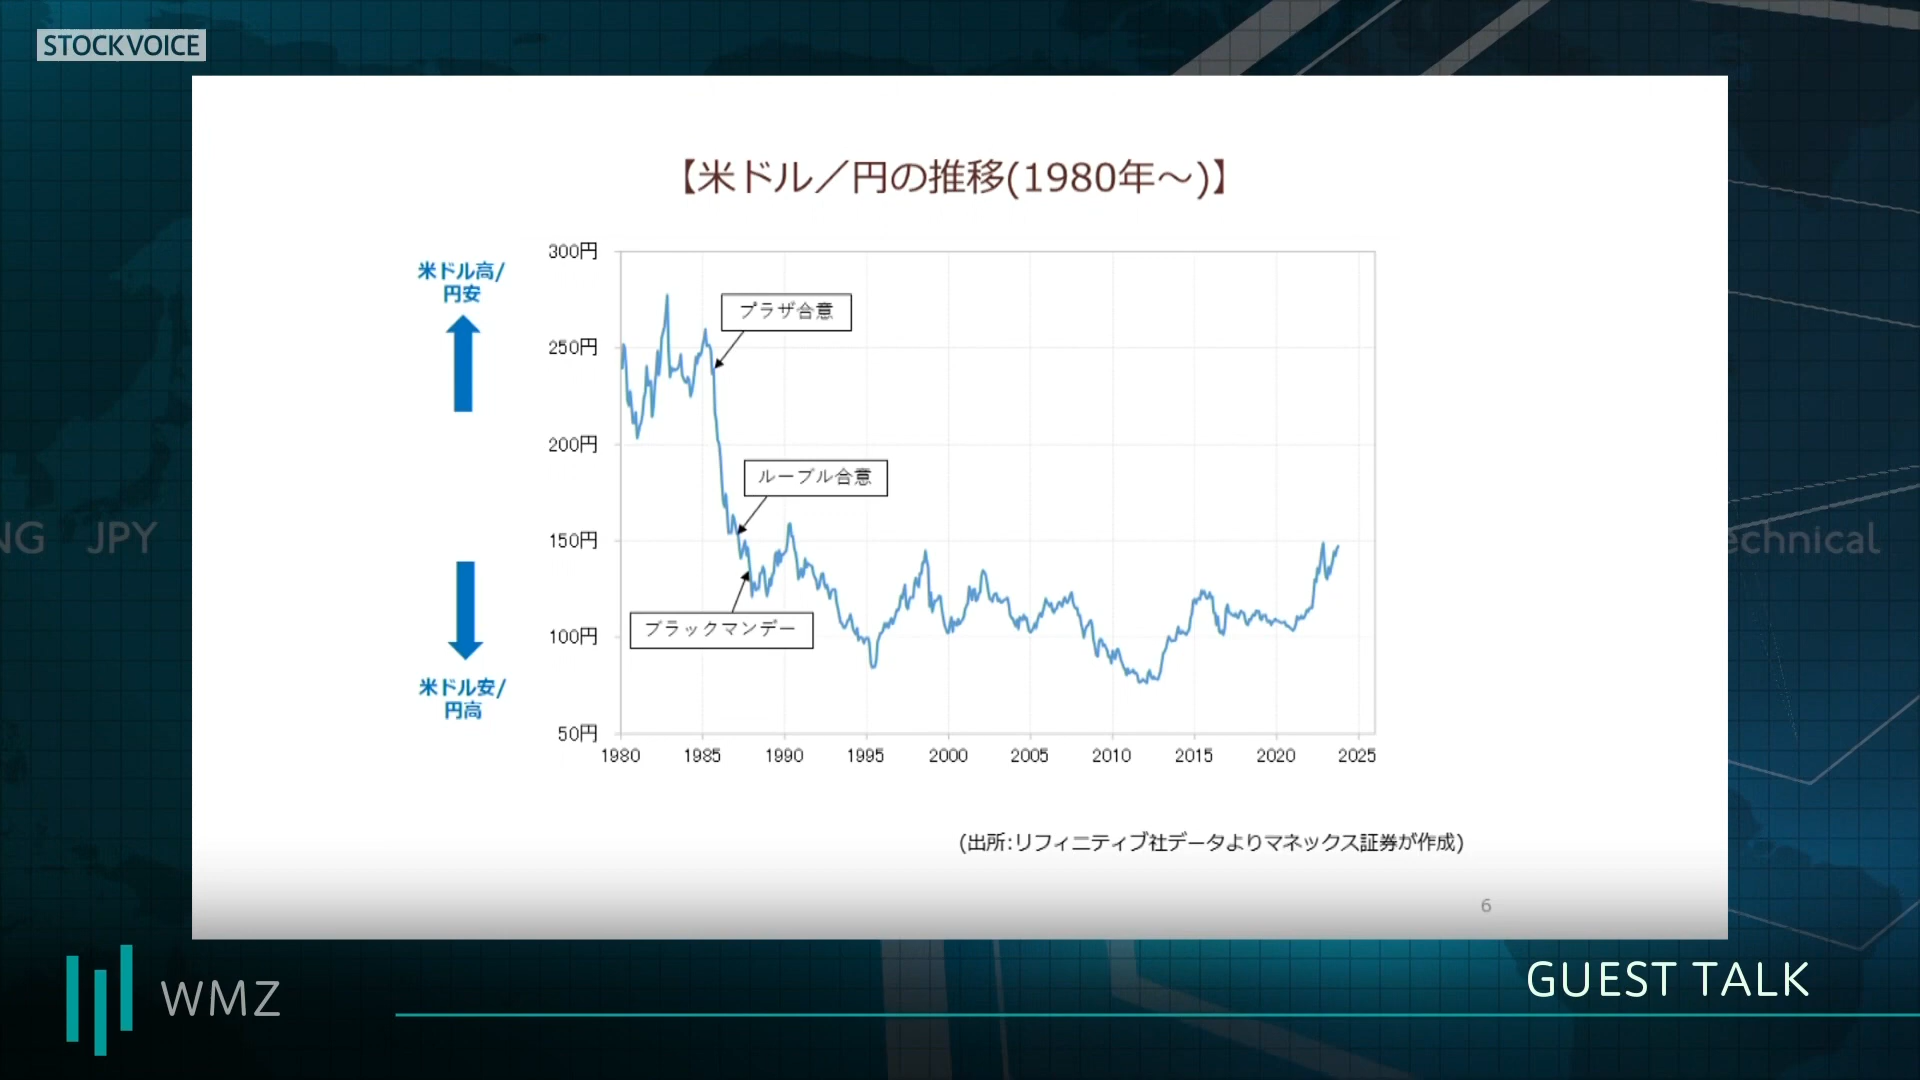 STOCKVOICE
【米ドル／円の推移(1980年～)】
米ドル高/
円安
米ドル安/
円高
300円
250円
200円
150円
100円
50円
プラザ合意
ルーブル合意
ブラックマンデー
1980 1985 1990 1995 2000 2005 2010 2015 2020 2025
(出所:リフィニティブ社データよりマネックス証券が作成)
6
NG JPY
echnical
WMZ
GUEST TALK